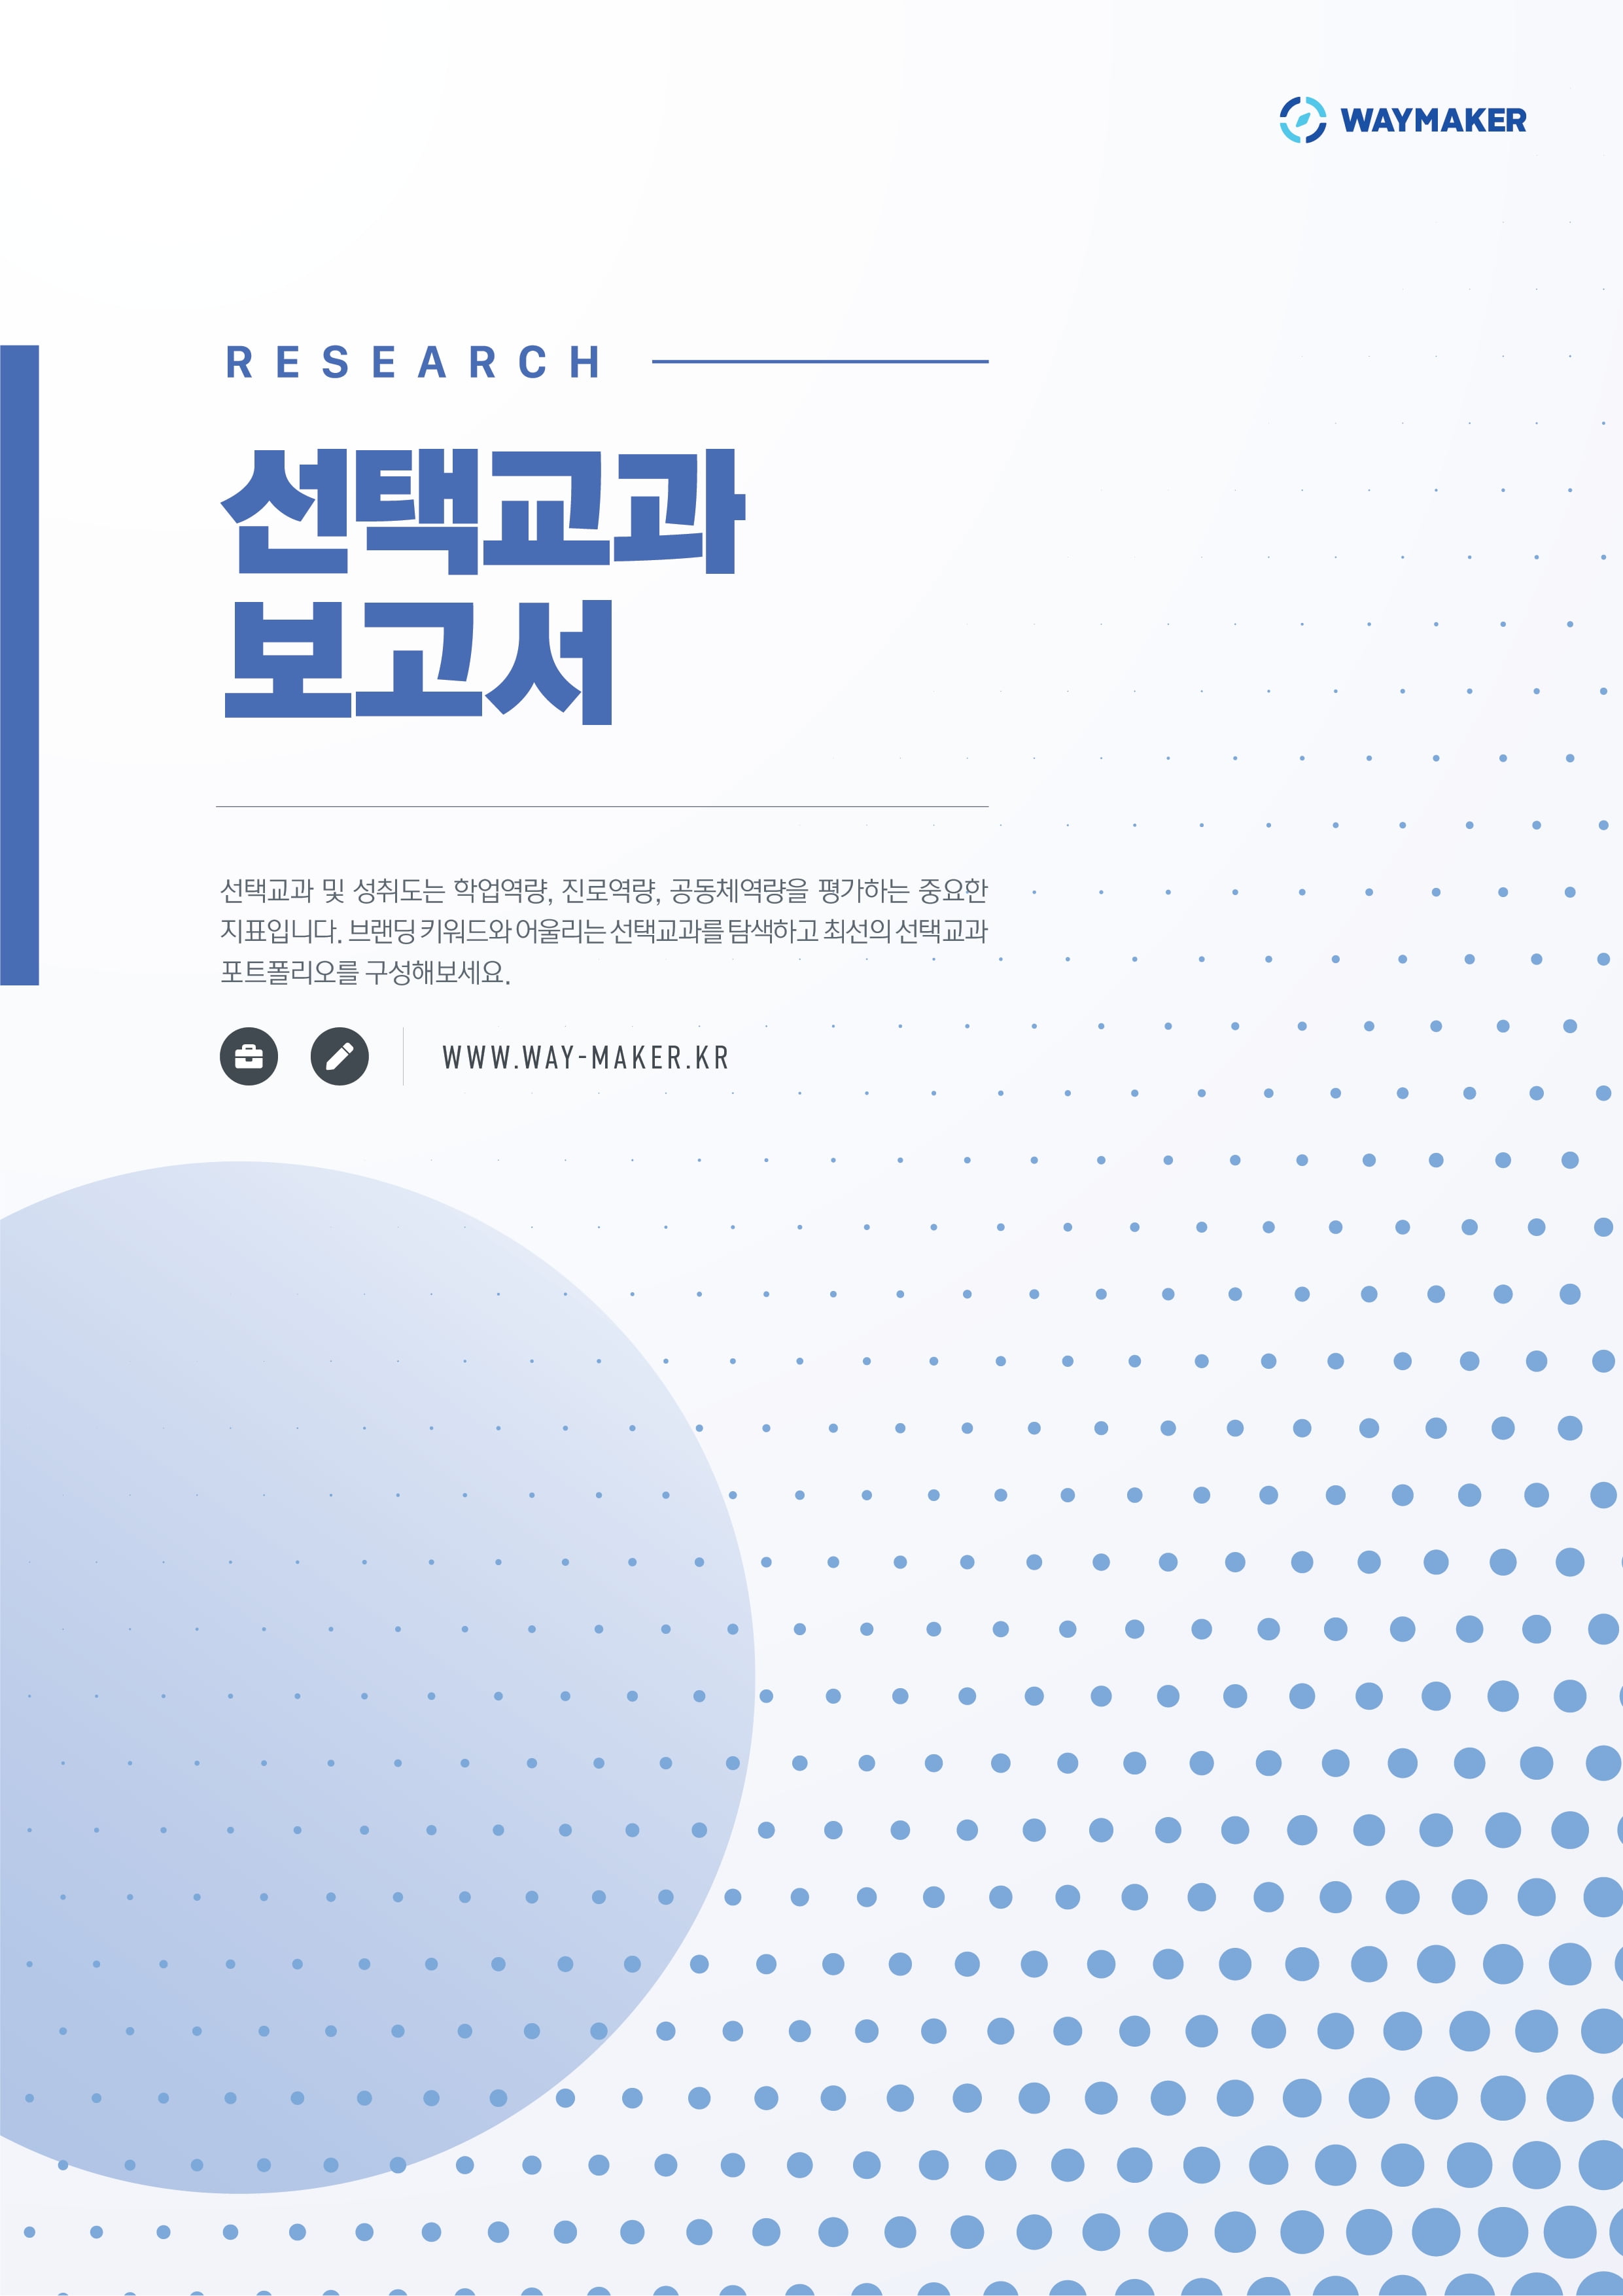 WAYMAKER
RESEARCH
선택교과
보고서
선택교과 및 성취도는 학업역량, 진로역량, 공동체역량을 평가하는 중요한
지표입니다. 브랜딩 키워드와 어울리는 선택교과를 탐색하고 최선의 선택교과
포트폴리오를 구성해보세요.
WWW.WAY-MAKER.KR